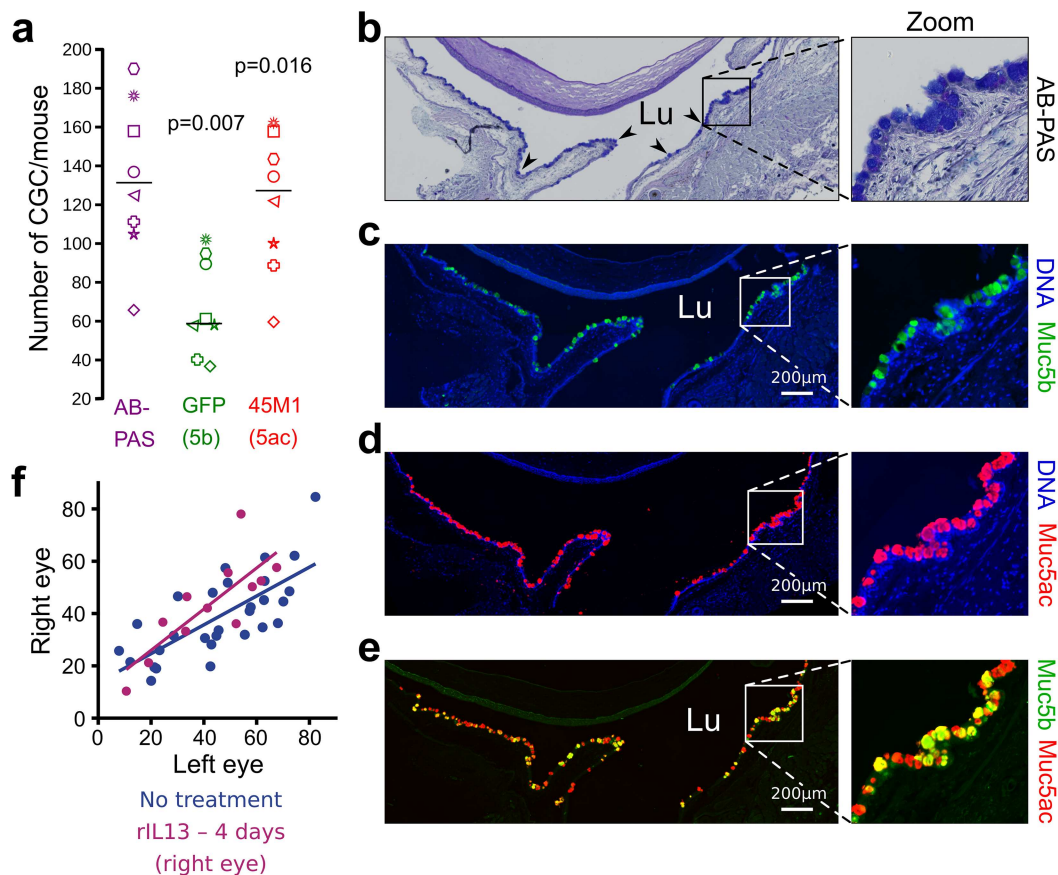 a
Number of CGC/mouse
200
180
160
140
120
100
80
60
40
20
p=0.007
p=0.016
AB-
PAS
GFP
(5b)
45M1
(5ac)
b
Zoom
Lu
AB-PAS
c
Lu
200µm
DNA Muc5b
d
200µm
DNA Muc5ac
e
Lu
200µm
Muc5b Muc5ac
f
Right eye
80
60
40
20
0
0 20 40 60 80
Left eye
No treatment
rIL13 – 4 days
(right eye)